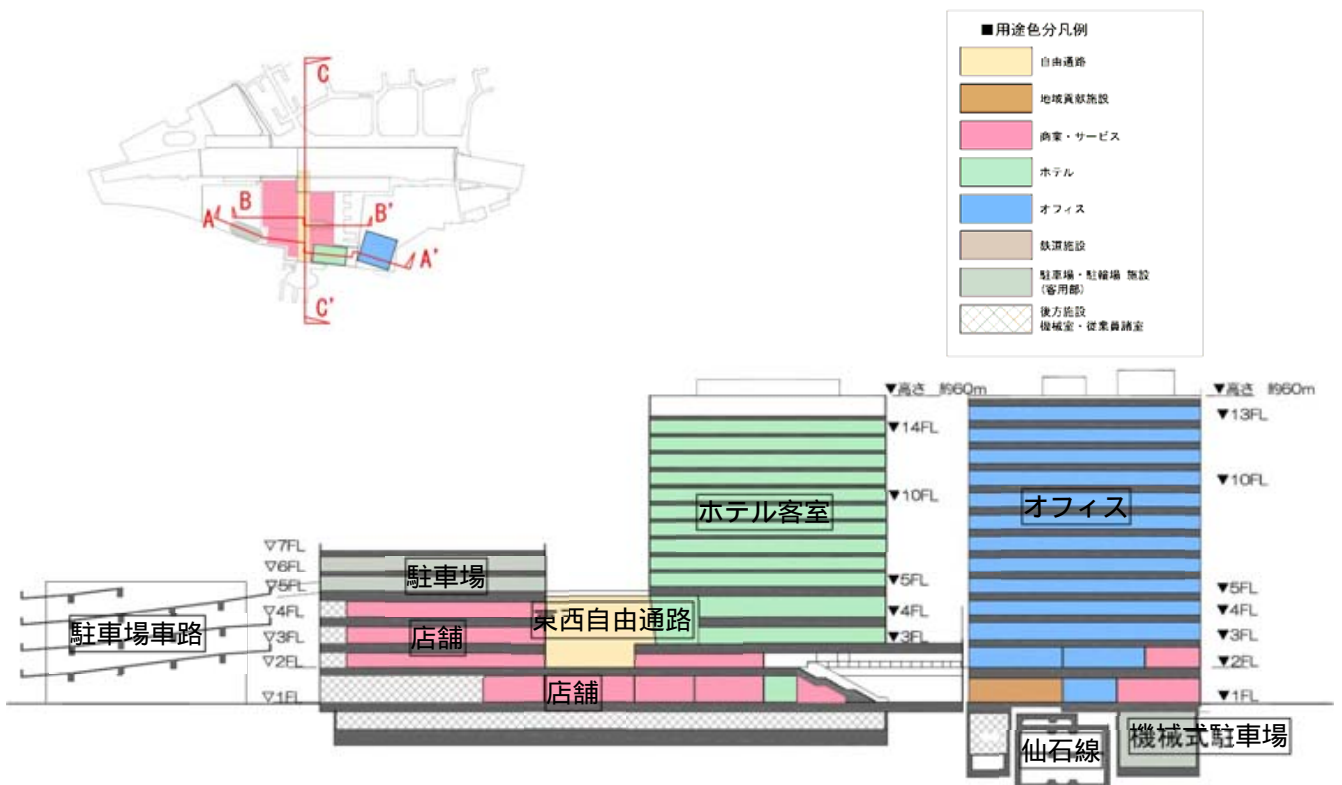 C
B
B'
A
A'
C'
■用途色分凡例
自由通路
地域貢献施設
商業・サービス
ホテル
オフィス
鉄道施設
駐車場・駐輪場 施設
(客用部)
後方施設
機械室・従業員諸室
▼高さ 約60m
▼14FL
▼10FL
▼5FL
▼4FL
▼3FL
▼高さ 約60m
▼13FL
▼10FL
▼5FL
▼4FL
▼3FL
▼2FL
▼1FL
▽7FL
▽6FL
▽5FL
▽4FL
▽3FL
▽2FL
▽1FL
ホテル客室
オフィス
駐車場
東西自由通路
駐車場車路
店舗
店舗
仙石線
機械式駐車場